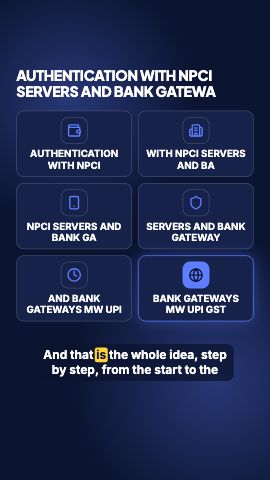 AUTHENTICATION WITH NPCI
SERVERS AND BANK GATEWA
AUTHENTICATION
WITH NPCI
WITH NPCI SERVERS
AND BA
NPCI SERVERS AND
BANK GA
SERVERS AND BANK
GATEWAY
AND BANK
GATEWAYS MW UPI
BANK GATEWAYS
MW UPI GST
And that is the whole idea, step
by step, from the start to the